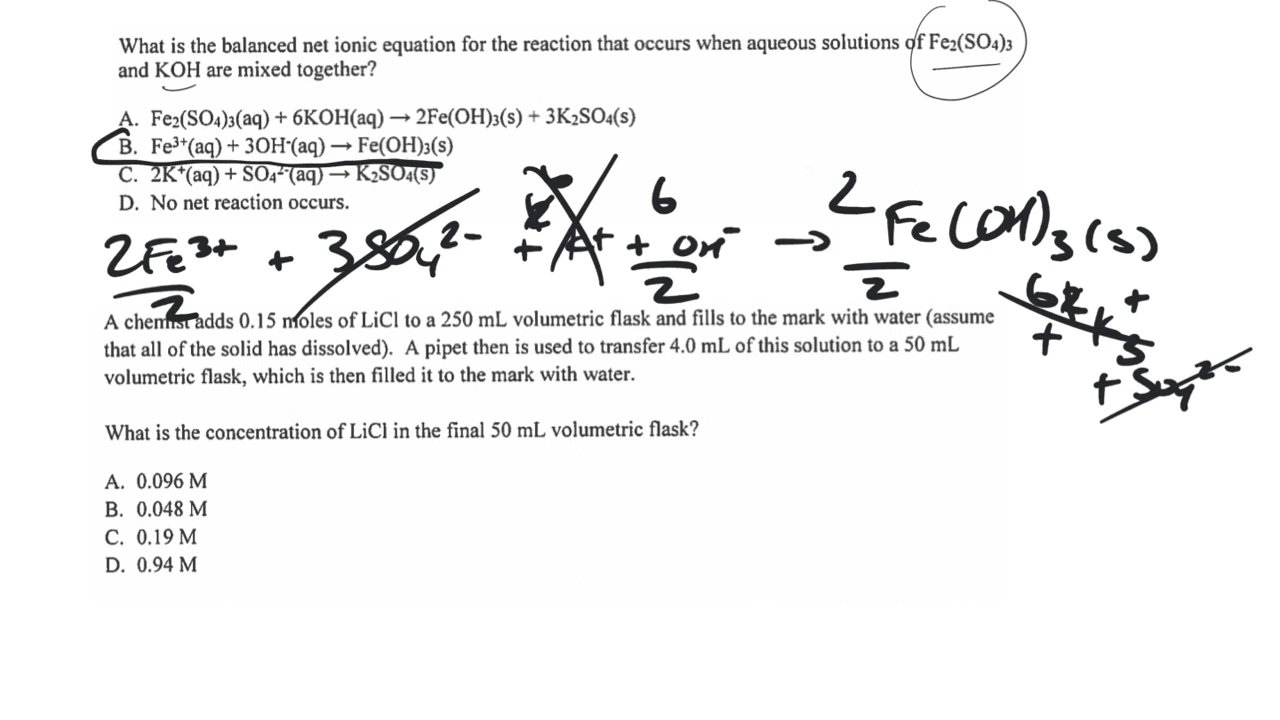 What is the balanced net ionic equation for the reaction that occurs when aqueous solutions of Fe₂(SO₄)₃
and KOH are mixed together?
A. Fe₂(SO₄)₃(aq) + 6KOH(aq) → 2Fe(OH)₃(s) + 3K₂SO₄(s)
B. Fe³⁺(aq) + 3OH⁻(aq) → Fe(OH)₃(s)
C. 2K⁺(aq) + SO₄²⁻(aq) → K₂SO₄(s)
D. No net reaction occurs.
2Fe³⁺ + 3SO₄²⁻ + 6 OH⁻ → 2 Fe(OH)₃(s)
2 2 2
6 K⁺
+ SO₄²⁻
A chemist adds 0.15 moles of LiCl to a 250 mL volumetric flask and fills to the mark with water (assume
that all of the solid has dissolved). A pipet then is used to transfer 4.0 mL of this solution to a 50 mL
volumetric flask, which is then filled it to the mark with water.
What is the concentration of LiCl in the final 50 mL volumetric flask?
A. 0.096 M
B. 0.048 M
C. 0.19 M
D. 0.94 M